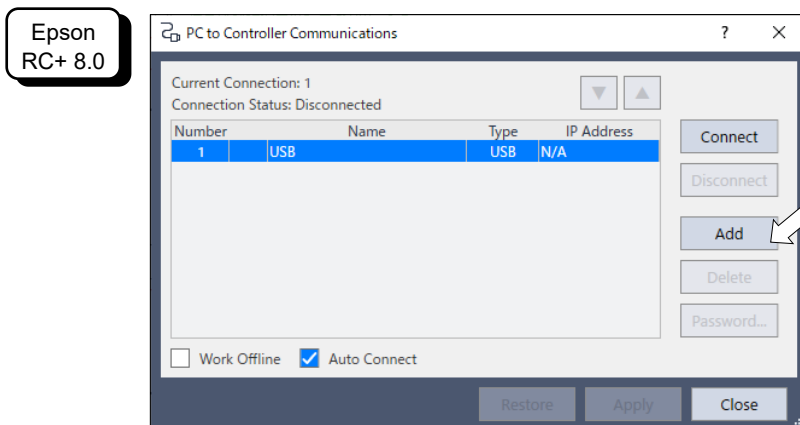 Epson
RC+ 8.0
PC to Controller Communications
?
Current Connection: 1
Connection Status: Disconnected
Number Name Type IP Address
1 USB USB N/A
Connect
Disconnect
Add
Delete
Password...
Work Offline Auto Connect
Restore Apply Close